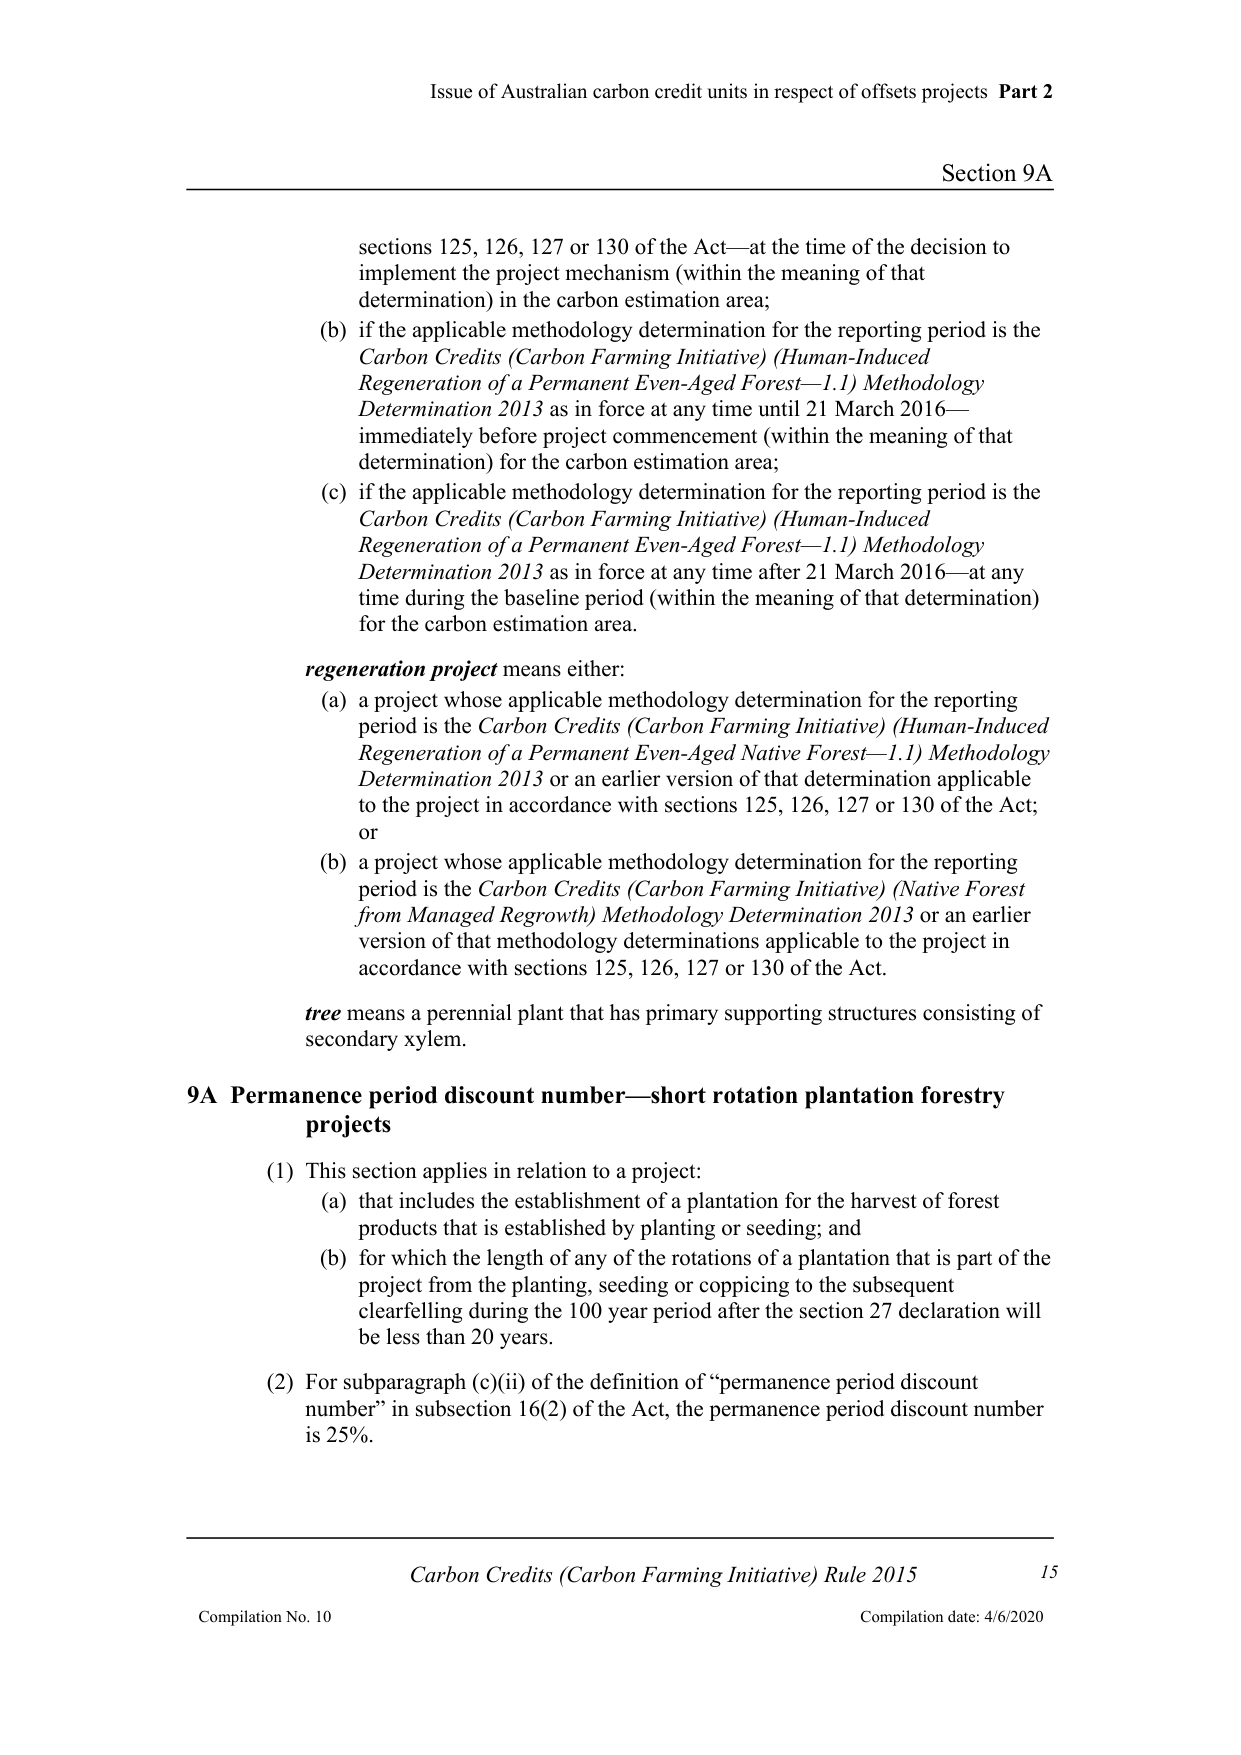 Issue of Australian carbon credit units in respect of offsets projects Part 2
Section 9A
sections 125, 126, 127 or 130 of the Act—at the time of the decision to
implement the project mechanism (within the meaning of that
determination) in the carbon estimation area;
(b) if the applicable methodology determination for the reporting period is the
Carbon Credits (Carbon Farming Initiative) (Human-Induced
Regeneration of a Permanent Even-Aged Forest—1.1) Methodology
Determination 2013 as in force at any time until 21 March 2016—
immediately before project commencement (within the meaning of that
determination) for the carbon estimation area;
(c) if the applicable methodology determination for the reporting period is the
Carbon Credits (Carbon Farming Initiative) (Human-Induced
Regeneration of a Permanent Even-Aged Forest—1.1) Methodology
Determination 2013 as in force at any time after 21 March 2016—at any
time during the baseline period (within the meaning of that determination)
for the carbon estimation area.
regeneration project means either:
(a) a project whose applicable methodology determination for the reporting
period is the Carbon Credits (Carbon Farming Initiative) (Human-Induced
Regeneration of a Permanent Even-Aged Native Forest—1.1) Methodology
Determination 2013 or an earlier version of that determination applicable
to the project in accordance with sections 125, 126, 127 or 130 of the Act;
or
(b) a project whose applicable methodology determination for the reporting
period is the Carbon Credits (Carbon Farming Initiative) (Native Forest
from Managed Regrowth) Methodology Determination 2013 or an earlier
version of that methodology determinations applicable to the project in
accordance with sections 125, 126, 127 or 130 of the Act.
tree means a perennial plant that has primary supporting structures consisting of
secondary xylem.
9A Permanence period discount number—short rotation plantation forestry
projects
(1) This section applies in relation to a project:
(a) that includes the establishment of a plantation for the harvest of forest
products that is established by planting or seeding; and
(b) for which the length of any of the rotations of a plantation that is part of the
project from the planting, seeding or coppicing to the subsequent
clearfelling during the 100 year period after the section 27 declaration will
be less than 20 years.
(2) For subparagraph (c)(ii) of the definition of “permanence period discount
number” in subsection 16(2) of the Act, the permanence period discount number
is 25%.
Carbon Credits (Carbon Farming Initiative) Rule 2015 15
Compilation No. 10 Compilation date: 4/6/2020